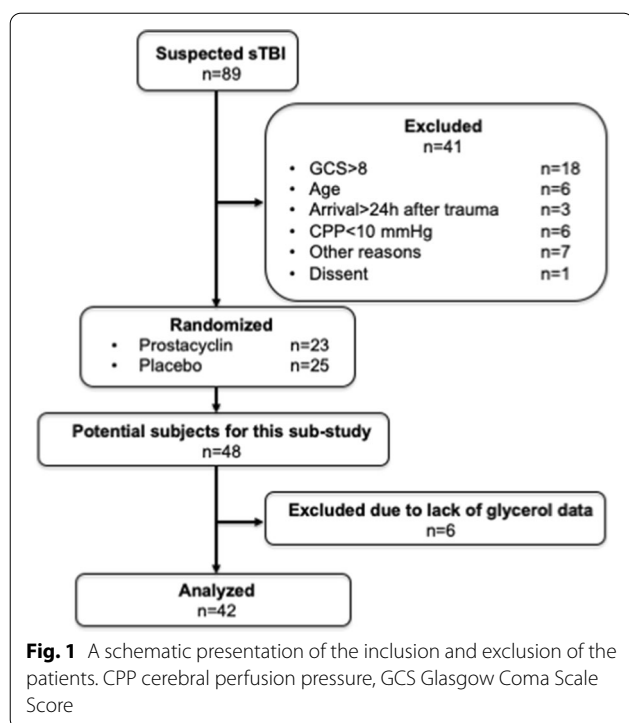 Suspected sTBI
n=89
Excluded
n=41
• GCS>8 n=18
• Age n=6
• Arrival>24h after trauma n=3
• CPP<10 mmHg n=6
• Other reasons n=7
• Dissent n=1
Randomized
• Prostacyclin n=23
• Placebo n=25
Potential subjects for this sub-study
n=48
Excluded due to lack of glycerol data
n=6
Analyzed
n=42
Fig. 1 A schematic presentation of the inclusion and exclusion of the
patients. CPP cerebral perfusion pressure, GCS Glasgow Coma Scale
Score